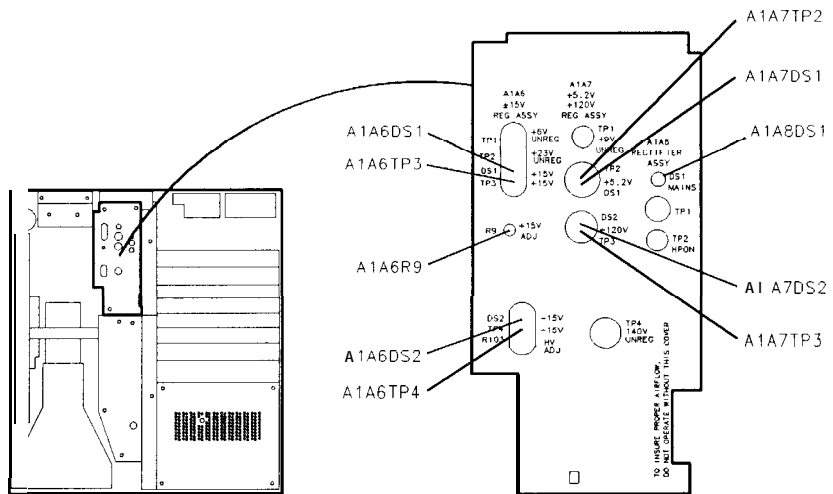 A1A7TP2
A1A7DS1
A1A8DS1
A1A6DS1
A1A6TP3
A1A6R9
A1A6DS2
A1A6TP4
A1A7DS2
A1A7TP3
A1A6
±15V
REG ASSY
A1A7
+5.2V
+120V
REG ASSY
A1A8
RECTIFIER
ASSY
TP1
+6V
UNREG
TP2
+23V
UNREG
DS1
+15V
TP3
+15V
TP1
+9V
UNREG
TP2
+5.2V
DS1
DS1
MAINS
TP1
TP2
HPON
R9
+15V
ADJ
DS2
+120V
TP3
DS2
-15V
TP4
-15V
R103
HV
ADJ
TP4
140V
UNREG
TO INSURE PROPER AIRFLOW,
DO NOT OPERATE WITHOUT THIS COVER